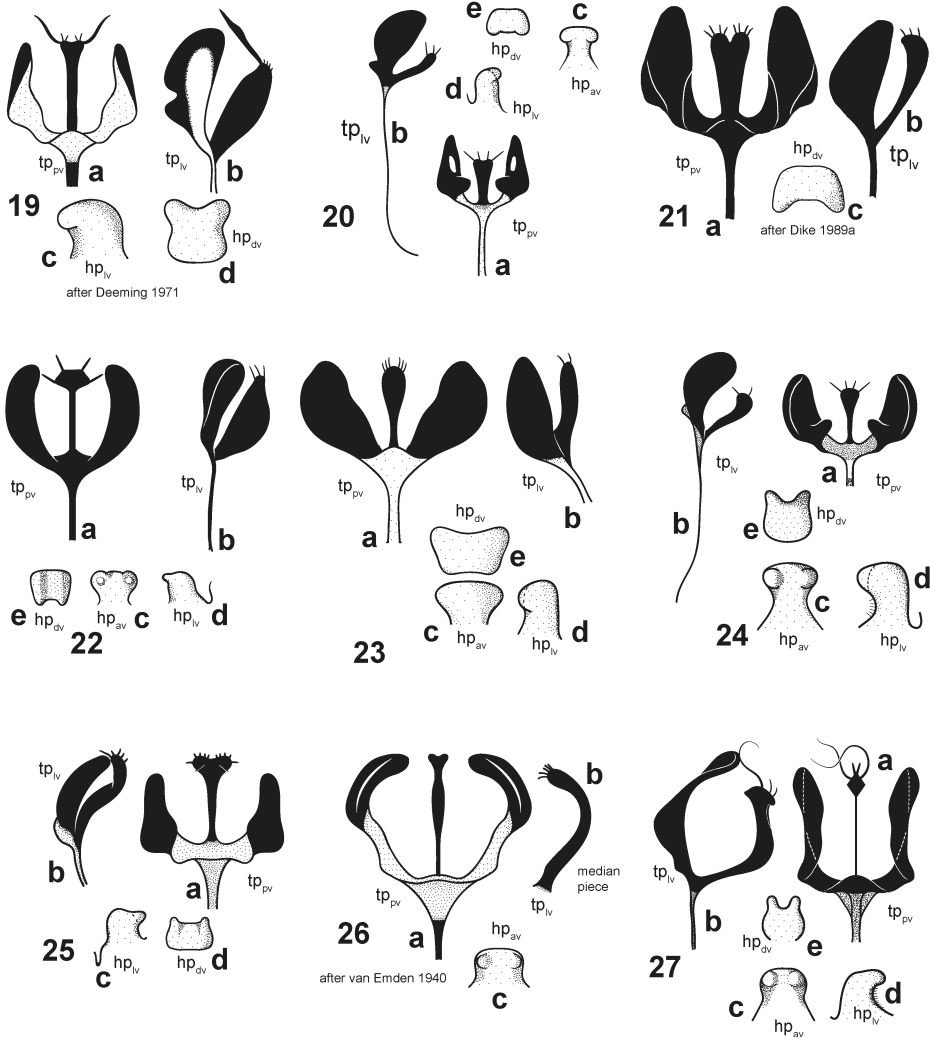 19
tp_pv
a
tp_lv
b
c
hp_lv
hp_dv
d
after Deeming 1971
20
e
hp_dv
c
hp_av
d
hp_lv
tp_lv
b
tp_pv
a
21
tp_pv
a
hp_dv
c
b
tp_lv
after Dike 1989a
22
tp_pv
a
tp_lv
b
e
hp_dv
hp_av
c
hp_lv
d
23
tp_pv
a
tp_lv
b
hp_dv
e
c
hp_av
hp_lv
d
24
tp_lv
b
a
tp_pv
e
hp_dv
c
hp_av
d
hp_lv
25
tp_lv
b
a
tp_pv
c
hp_lv
hp_dv
d
26
tp_pv
a
b
median
piece
tp_lv
hp_av
c
after van Emden 1940
27
tp_lv
b
a
tp_pv
hp_dv
e
c
hp_av
d
hp_lv